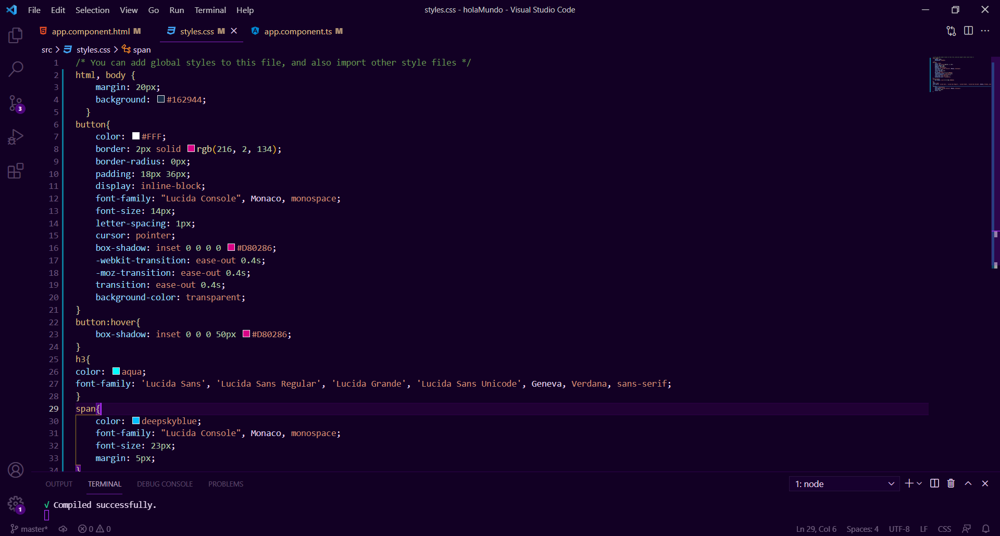 File Edit Selection View Go Run Terminal Help
styles.css - holaMundo - Visual Studio Code
app.component.html M styles.css M app.component.ts M
src styles.css span
1 /* You can add global styles to this file, and also import other style files */
2 html, body {
3 margin: 20px;
4 background: #162944;
5 }
6 button{
7 color: #FFF;
8 border: 2px solid rgb(216, 2, 134);
9 border-radius: 0px;
10 padding: 18px 36px;
11 display: inline-block;
12 font-family: "Lucida Console", Monaco, monospace;
13 font-size: 14px;
14 letter-spacing: 1px;
15 cursor: pointer;
16 box-shadow: inset 0 0 0 0 #D80286;
17 -webkit-transition: ease-out 0.4s;
18 -moz-transition: ease-out 0.4s;
19 transition: ease-out 0.4s;
20 background-color: transparent;
21 }
22 button:hover{
23 box-shadow: inset 0 0 0 50px #D80286;
24 }
25 h3{
26 color: aqua;
27 font-family: 'Lucida Sans', 'Lucida Sans Regular', 'Lucida Grande', 'Lucida Sans Unicode', Geneva, Verdana, sans-serif;
28 }
29 span{
30 color: deepskyblue;
31 font-family: "Lucida Console", Monaco, monospace;
32 font-size: 23px;
33 margin: 5px;
34 }
3
1
OUTPUT TERMINAL DEBUG CONSOLE PROBLEMS
1: node
√ Compiled successfully.
master* 0 0
Ln 29, Col 6 Spaces: 4 UTF-8 LF CSS